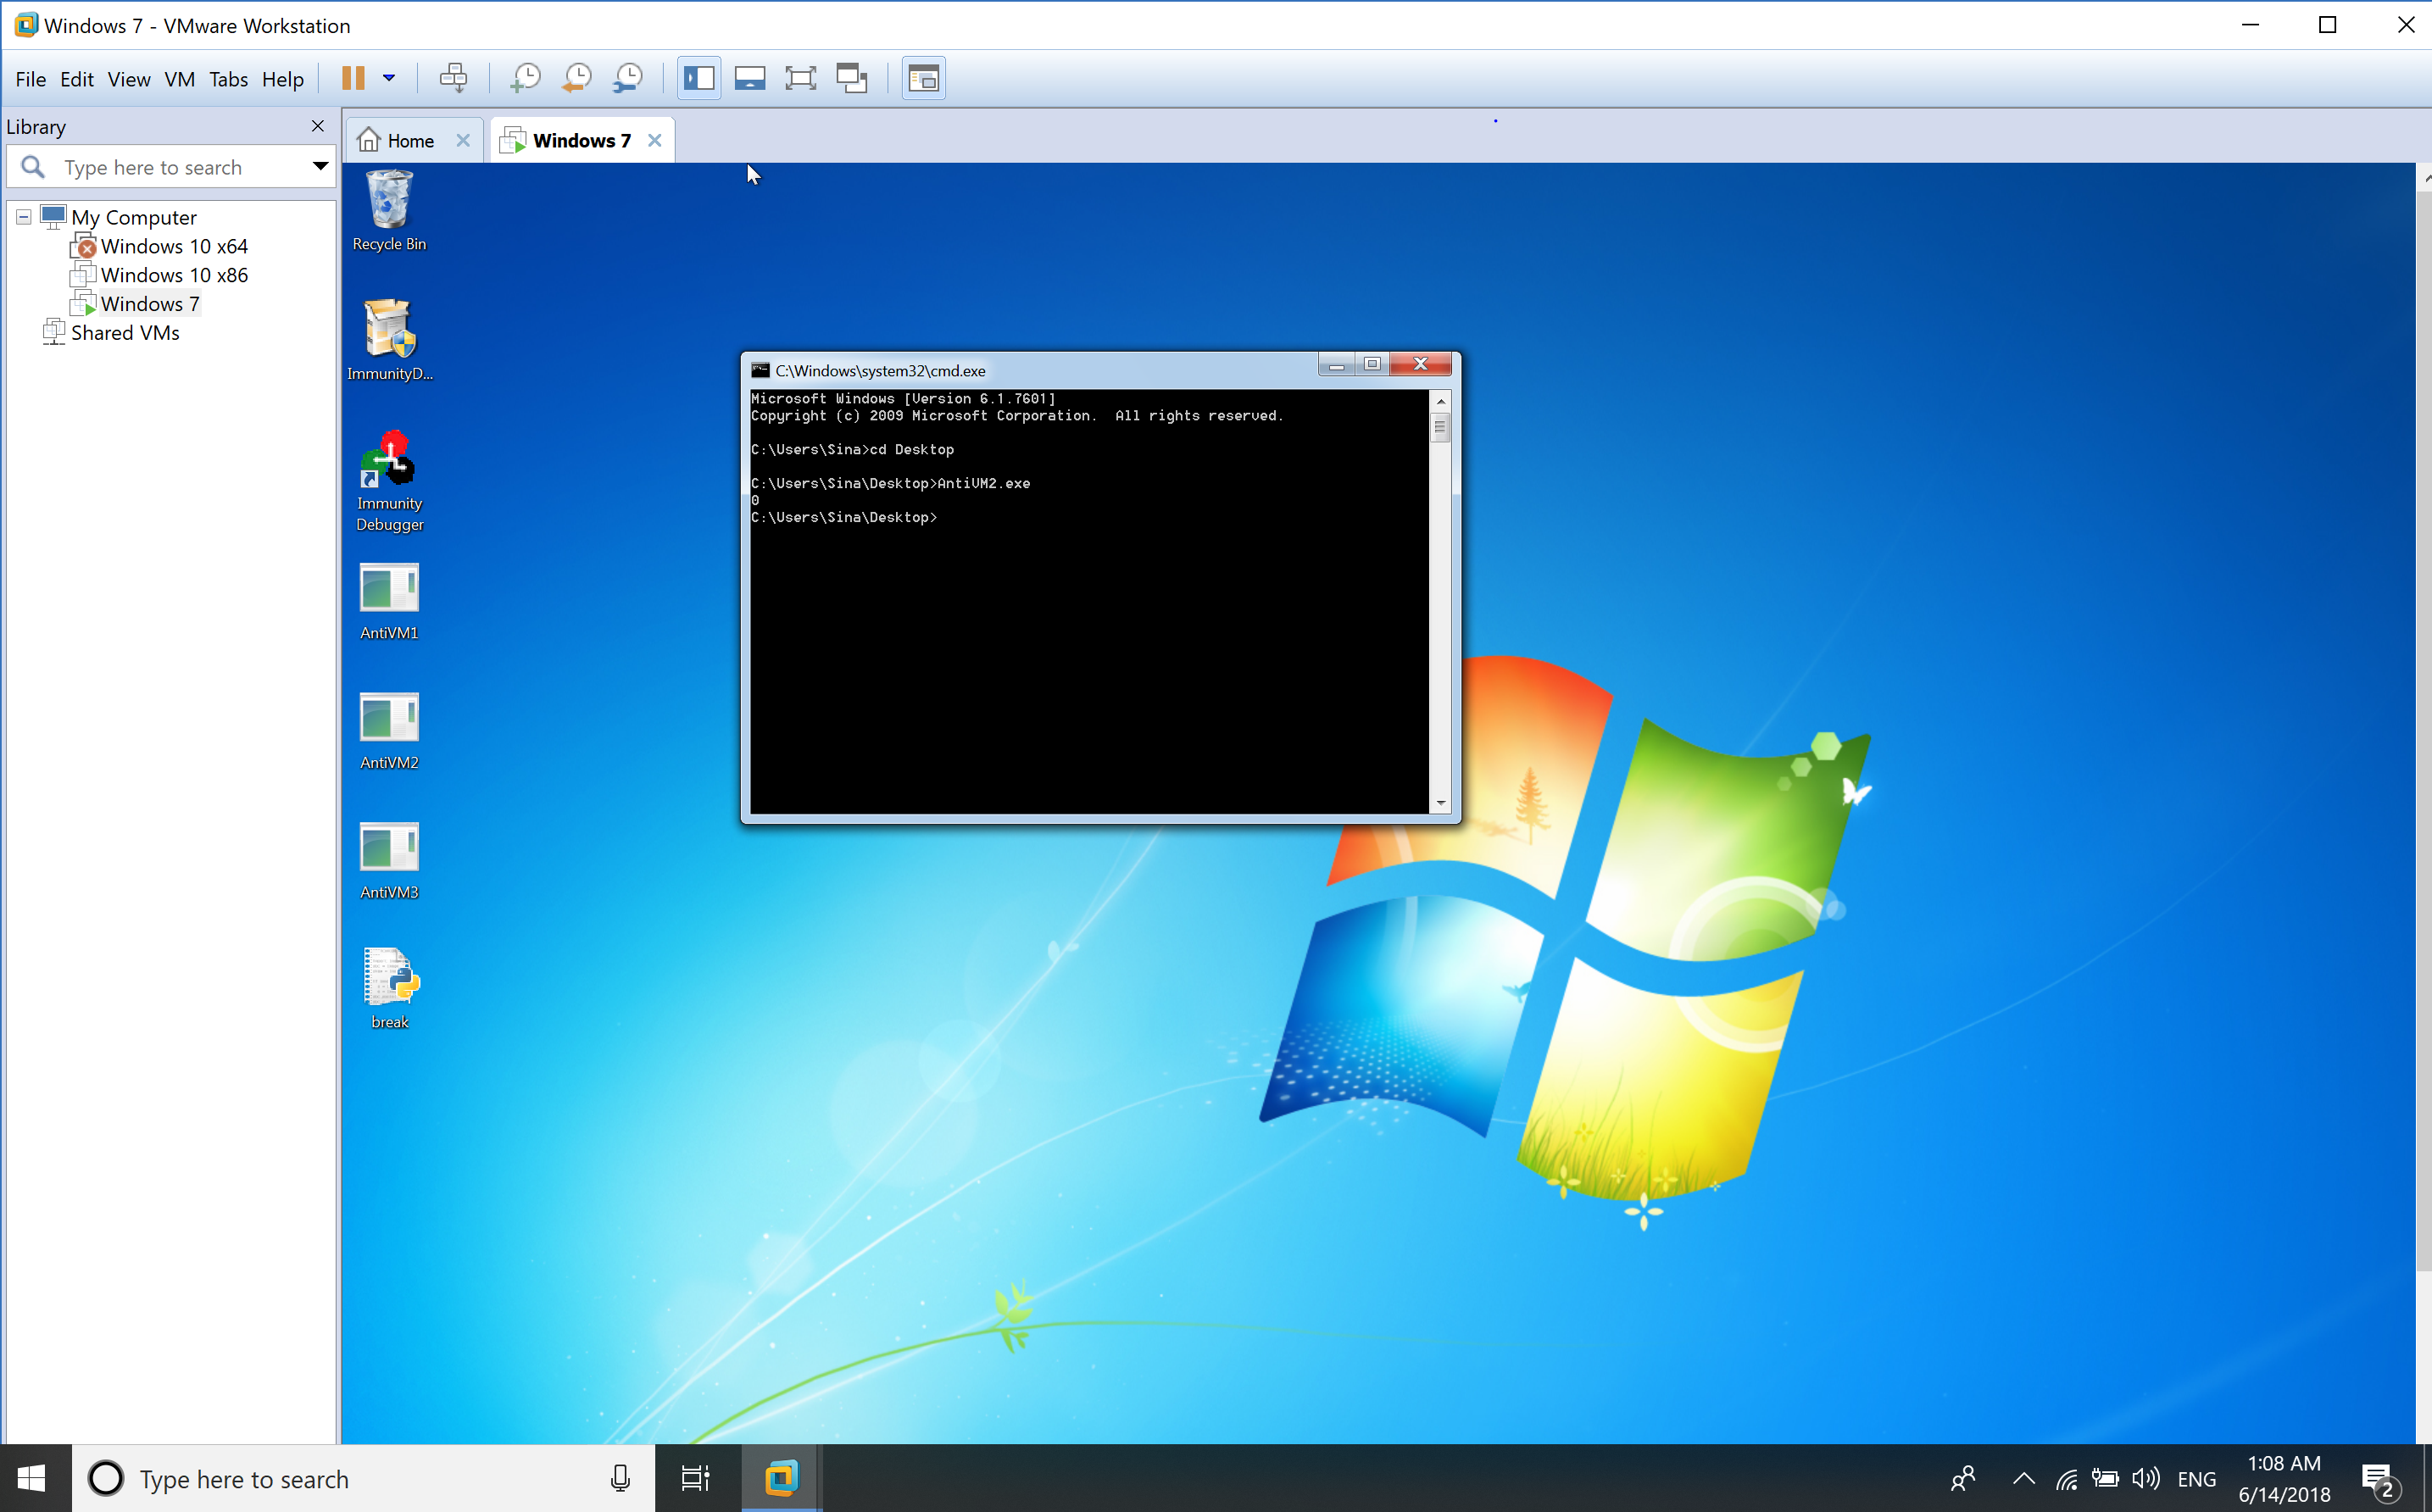 Windows 7 - VMware Workstation
File Edit View VM Tabs Help
Library
Type here to search
My Computer
Windows 10 x64
Windows 10 x86
Windows 7
Shared VMs
Home
Windows 7
Recycle Bin
ImmunityD...
Immunity
Debugger
AntiVM1
AntiVM2
AntiVM3
break
C:\Windows\system32\cmd.exe
Microsoft Windows [Version 6.1.7601]
Copyright (c) 2009 Microsoft Corporation.  All rights reserved.
C:\Users\Sina>cd Desktop
C:\Users\Sina\Desktop>AntiVM2.exe
0
C:\Users\Sina\Desktop>
Type here to search
ENG
1:08 AM
6/14/2018
2